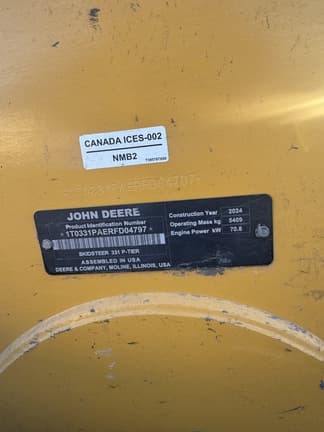 CANADA ICES-002
NMB2
JOHN DEERE
Product Identification Number
*1T0331PAERFD04797*
SKIDSTEER 331 P-TIER
ASSEMBLED IN USA
DEERE & COMPANY, MOLINE, ILLINOIS, USA
Construction Year 2024
Operating Mass kg 5409
Engine Power kW 70.8